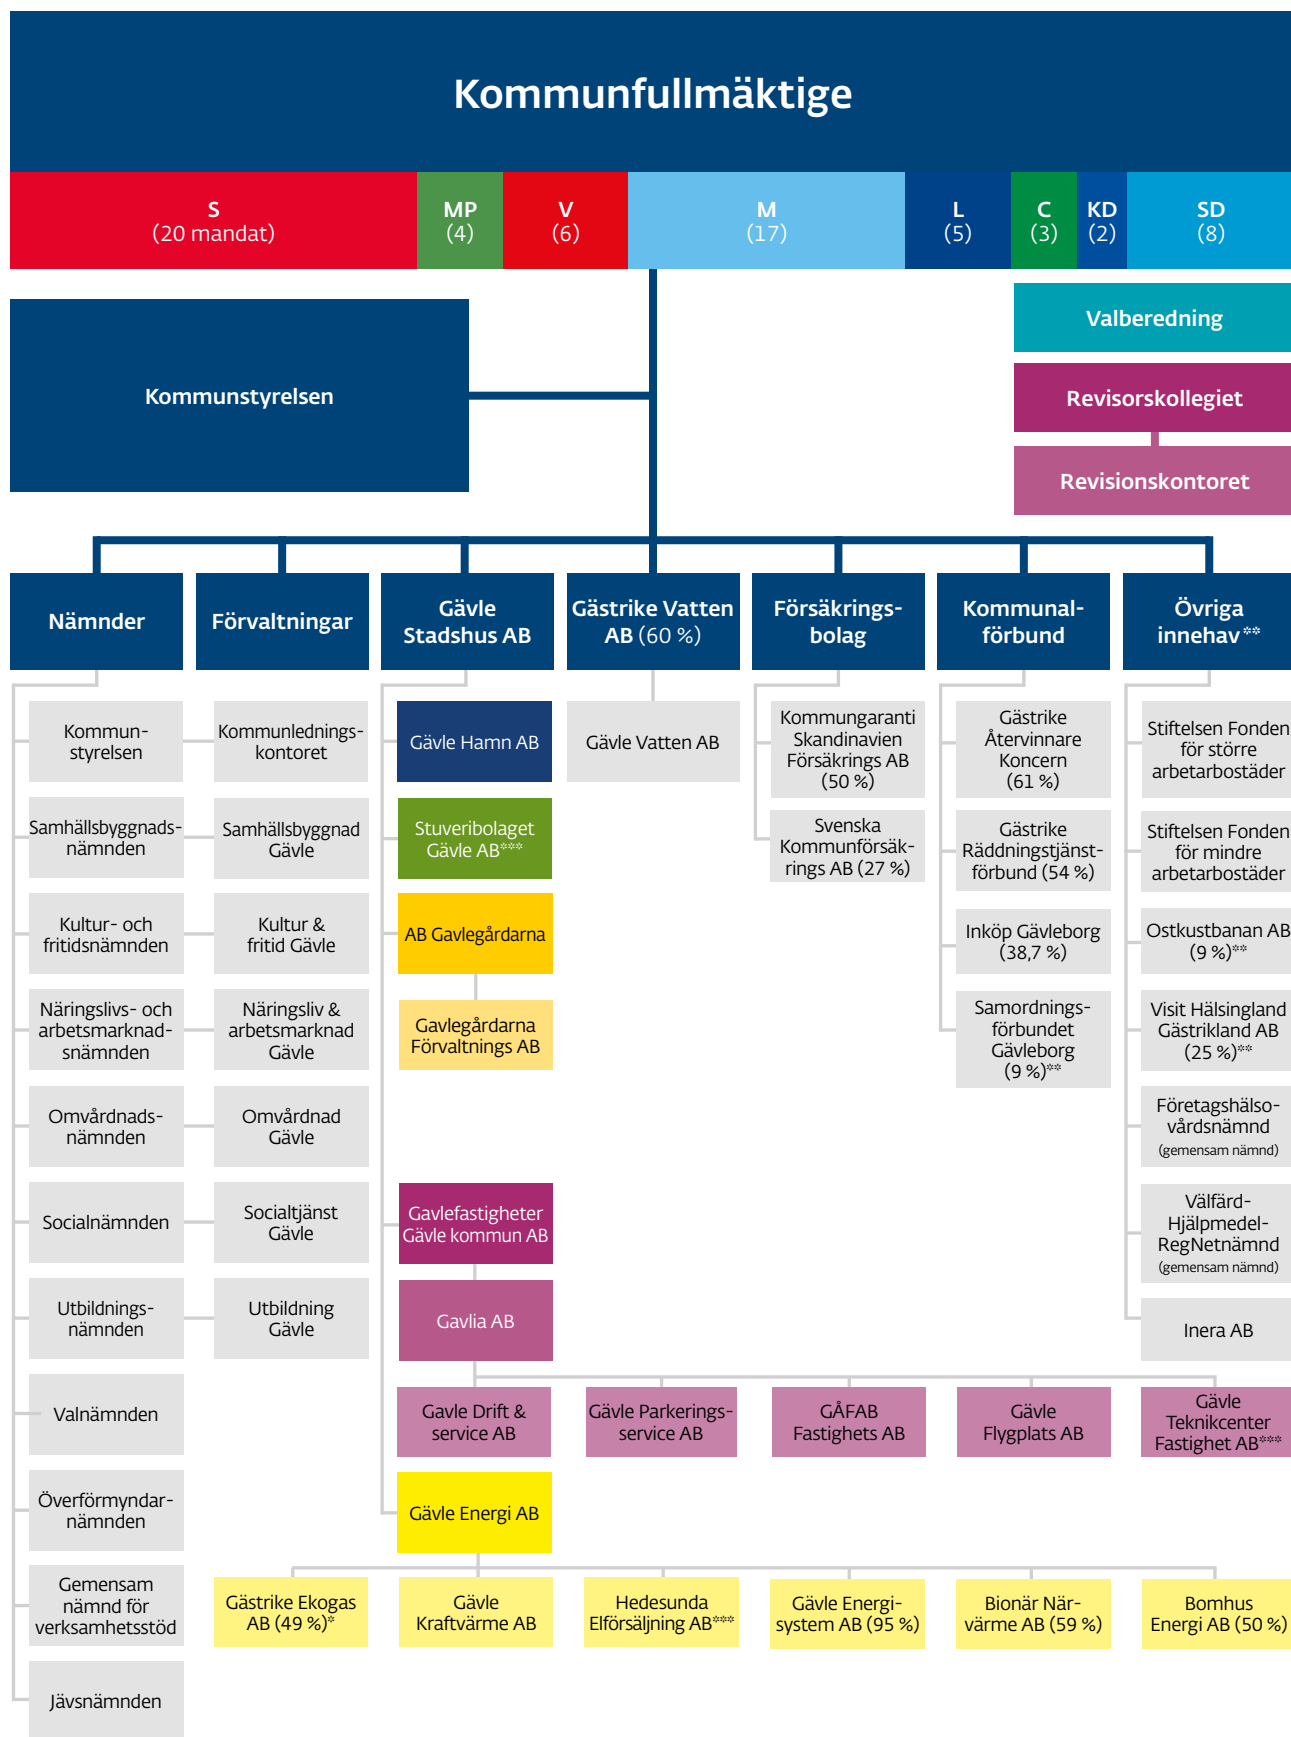 Kommunfullmäktige
S
(20 mandat)
MP
(4)
V
(6)
M
(17)
L
(5)
C
(3)
KD
(2)
SD
(8)
Valberedning
Kommunstyrelsen
Revisorskollegiet
Revisionskontoret
Nämnder
Förvaltningar
Gävle
Stadshus AB
Gästrike Vatten
AB (60 %)
Försäkrings-
bolag
Kommunal-
förbund
Övriga
innehav**
Kommun-
styrelsen
Samhällsbyggnads-
nämnden
Kultur- och
fritidsnämnden
Näringslivs- och
arbetsmarknad-
snämnden
Omvårdnads-
nämnden
Socialnämnden
Utbildnings-
nämnden
Valnämnden
Överförmyndar-
nämnden
Gemensam
nämnd för
verksamhetsstöd
Jävsnämnden
Kommunlednings-
kontoret
Samhällsbyggnad
Gävle
Kultur &
fritid Gävle
Näringsliv &
arbetsmarknad
Gävle
Omvårdnad
Gävle
Socialtjänst
Gävle
Utbildning
Gävle
Gävle Hamn AB
Stuveribolaget
Gävle AB***
AB Gavlegårdarna
Gavlegårdarna
Förvaltnings AB
Gavlefastigheter
Gävle kommun AB
Gavlia AB
Gavle Drift &
service AB
Gävle Parkerings-
service AB
GÅFAB
Fastighets AB
Gävle
Flygplats AB
Gävle
Teknikcenter
Fastighet AB***
Gävle Energi AB
Gästrike Ekogas
AB (49 %)*
Gävle
Kraftvärme AB
Hedesunda
Elförsäljning AB***
Gävle Energi-
system AB (95 %)
Bionär När-
värme AB (59 %)
Bomhus
Energi AB (50 %)
Gävle Vatten AB
Kommungaranti
Skandinavien
Försäkrings AB
(50 %)
Svenska
Kommunförsäk-
rings AB (27 %)
Gästrike
Återvinnare
Koncern
(61 %)
Gästrike
Räddningstjänst-
förbund (54 %)
Inköp Gävleborg
(38,7 %)
Samordnings-
förbundet
Gävleborg
(9 %)**
Stiftelsen Fonden
för större
arbetarbostäder
Stiftelsen Fonden
för mindre
arbetarbostäder
Ostkustbanan AB
(9 %)**
Visit Hälsingland
Gästrikland AB
(25 %)**
Företagshälso-
vårdsnämnd
(gemensam nämnd)
Välfärd-
Hjälpmedel-
RegNetnämnd
(gemensam nämnd)
Inera AB